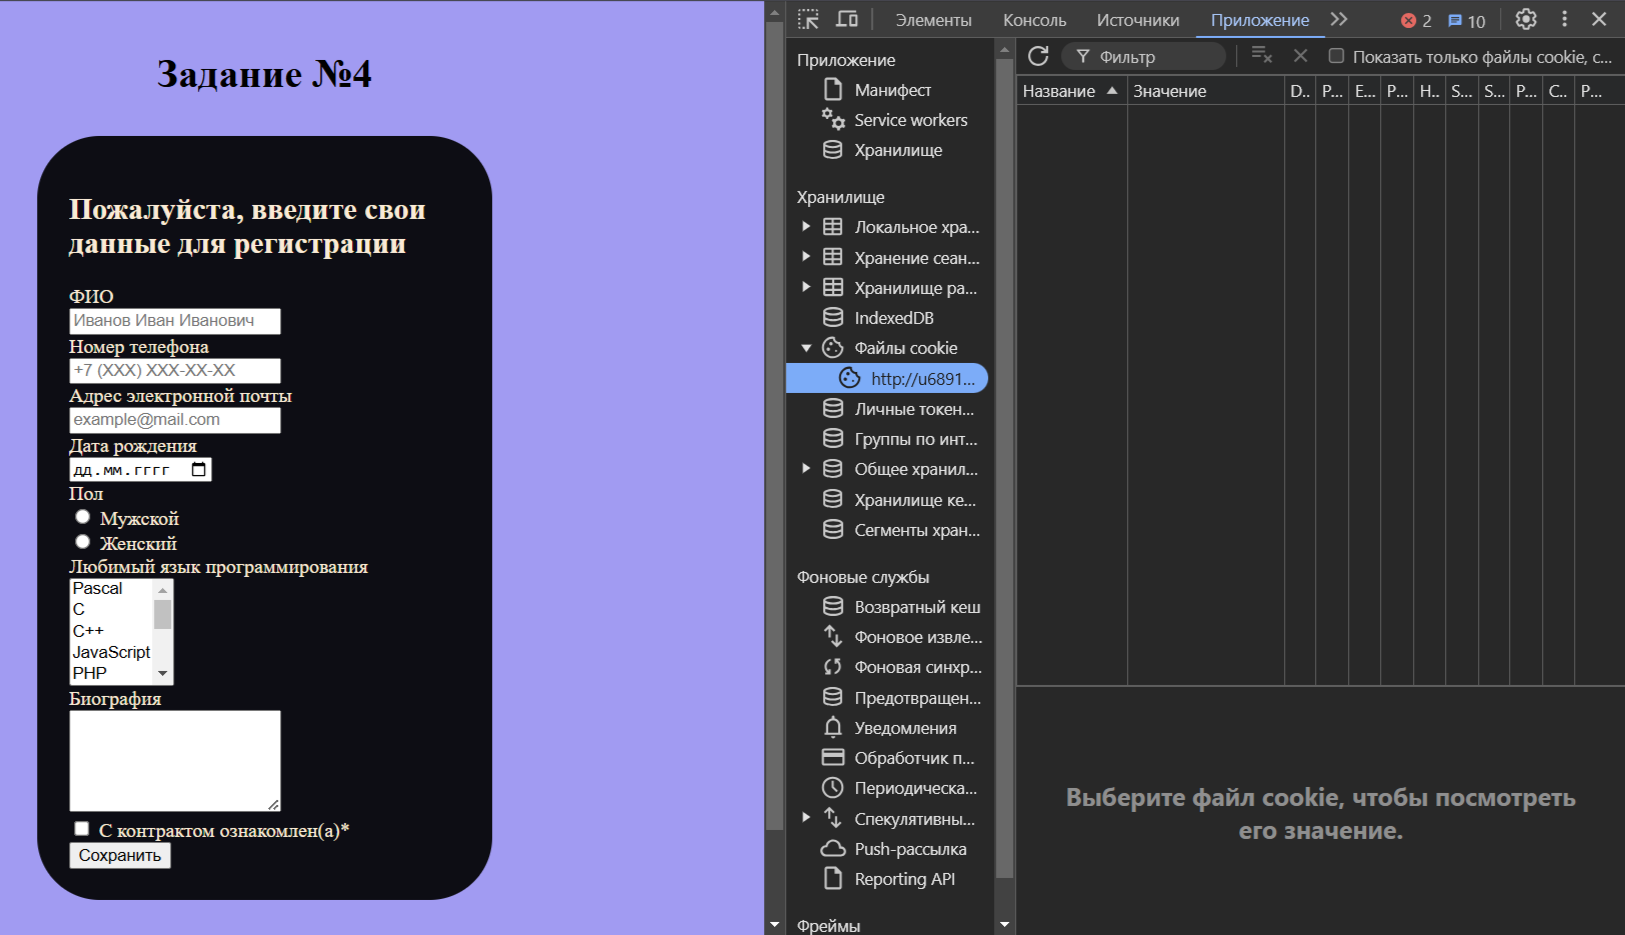 Задание №4
Пожалуйста, введите свои
данные для регистрации
ФИО
Иванов Иван Иванович
Номер телефона
+7 (XXX) XXX-XX-XX
Адрес электронной почты
example@mail.com
Дата рождения
дд.мм.гггг
Пол
Мужской
Женский
Любимый язык программирования
Pascal
C
C++
JavaScript
PHP
Биография
С контрактом ознакомлен(а)*
Сохранить
Элементы Консоль Источники Приложение 2 10
Приложение
Манифест
Service workers
Хранилище
Хранилище
Локальное хра...
Хранение сеан...
Хранилище ра...
IndexedDB
Файлы cookie
http://u6891...
Личные токен...
Группы по инт...
Общее хранил...
Хранилище ке...
Сегменты хран...
Фоновые службы
Возвратный кеш
Фоновое извле...
Фоновая синхр...
Предотвращен...
Уведомления
Обработчик п...
Периодическа...
Спекулятивны...
Push-рассылка
Reporting API
Фреймы
Фильтр Показать только файлы cookie, с...
Название Значение D.. P... E... P... H.. S... S... P... C.. P...
Выберите файл cookie, чтобы посмотреть
его значение.